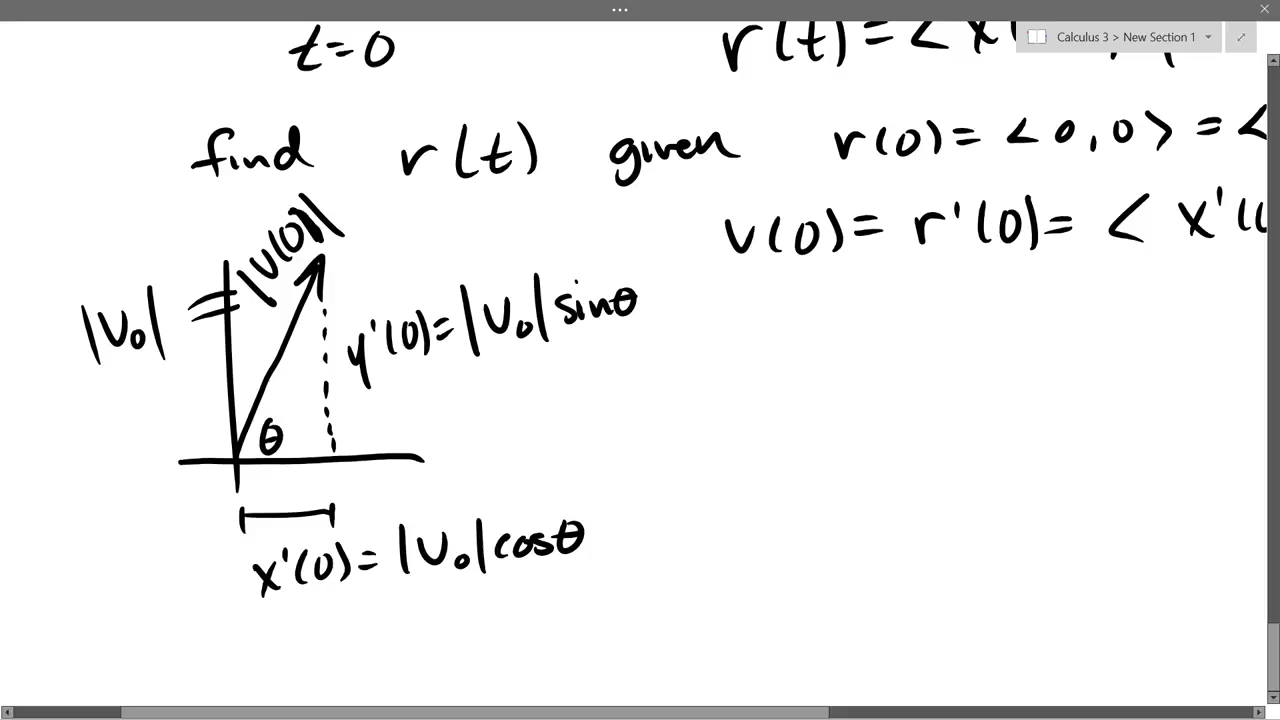 Calculus 3 > New Section 1
t=0
r(t)=<x(
find r(t) given r(0)=<0,0>=<
v(0)=r'(0)=<x'(0
|v(0)|
|v₀|
y'(0)=|v₀|sinθ
θ
x'(0)=|v₀|cosθ